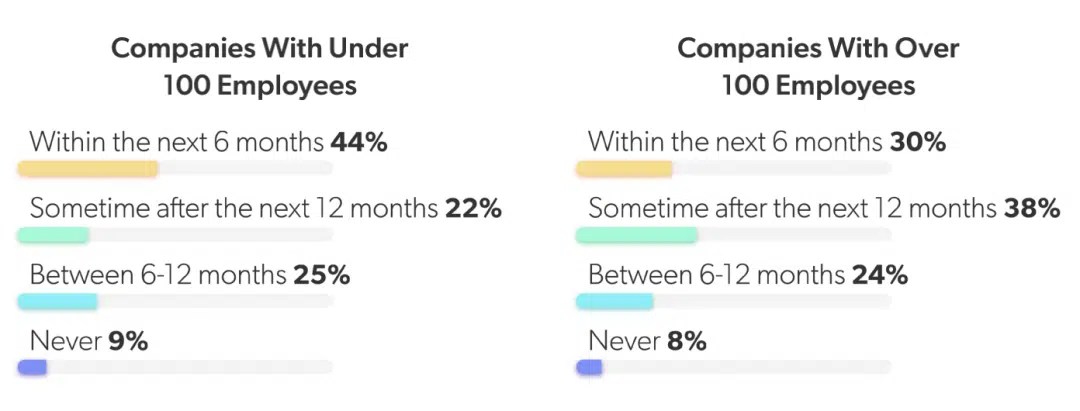 Companies With Under
100 Employees
Within the next 6 months 44%
Sometime after the next 12 months 22%
Between 6-12 months 25%
Never 9%
Companies With Over
100 Employees
Within the next 6 months 30%
Sometime after the next 12 months 38%
Between 6-12 months 24%
Never 8%